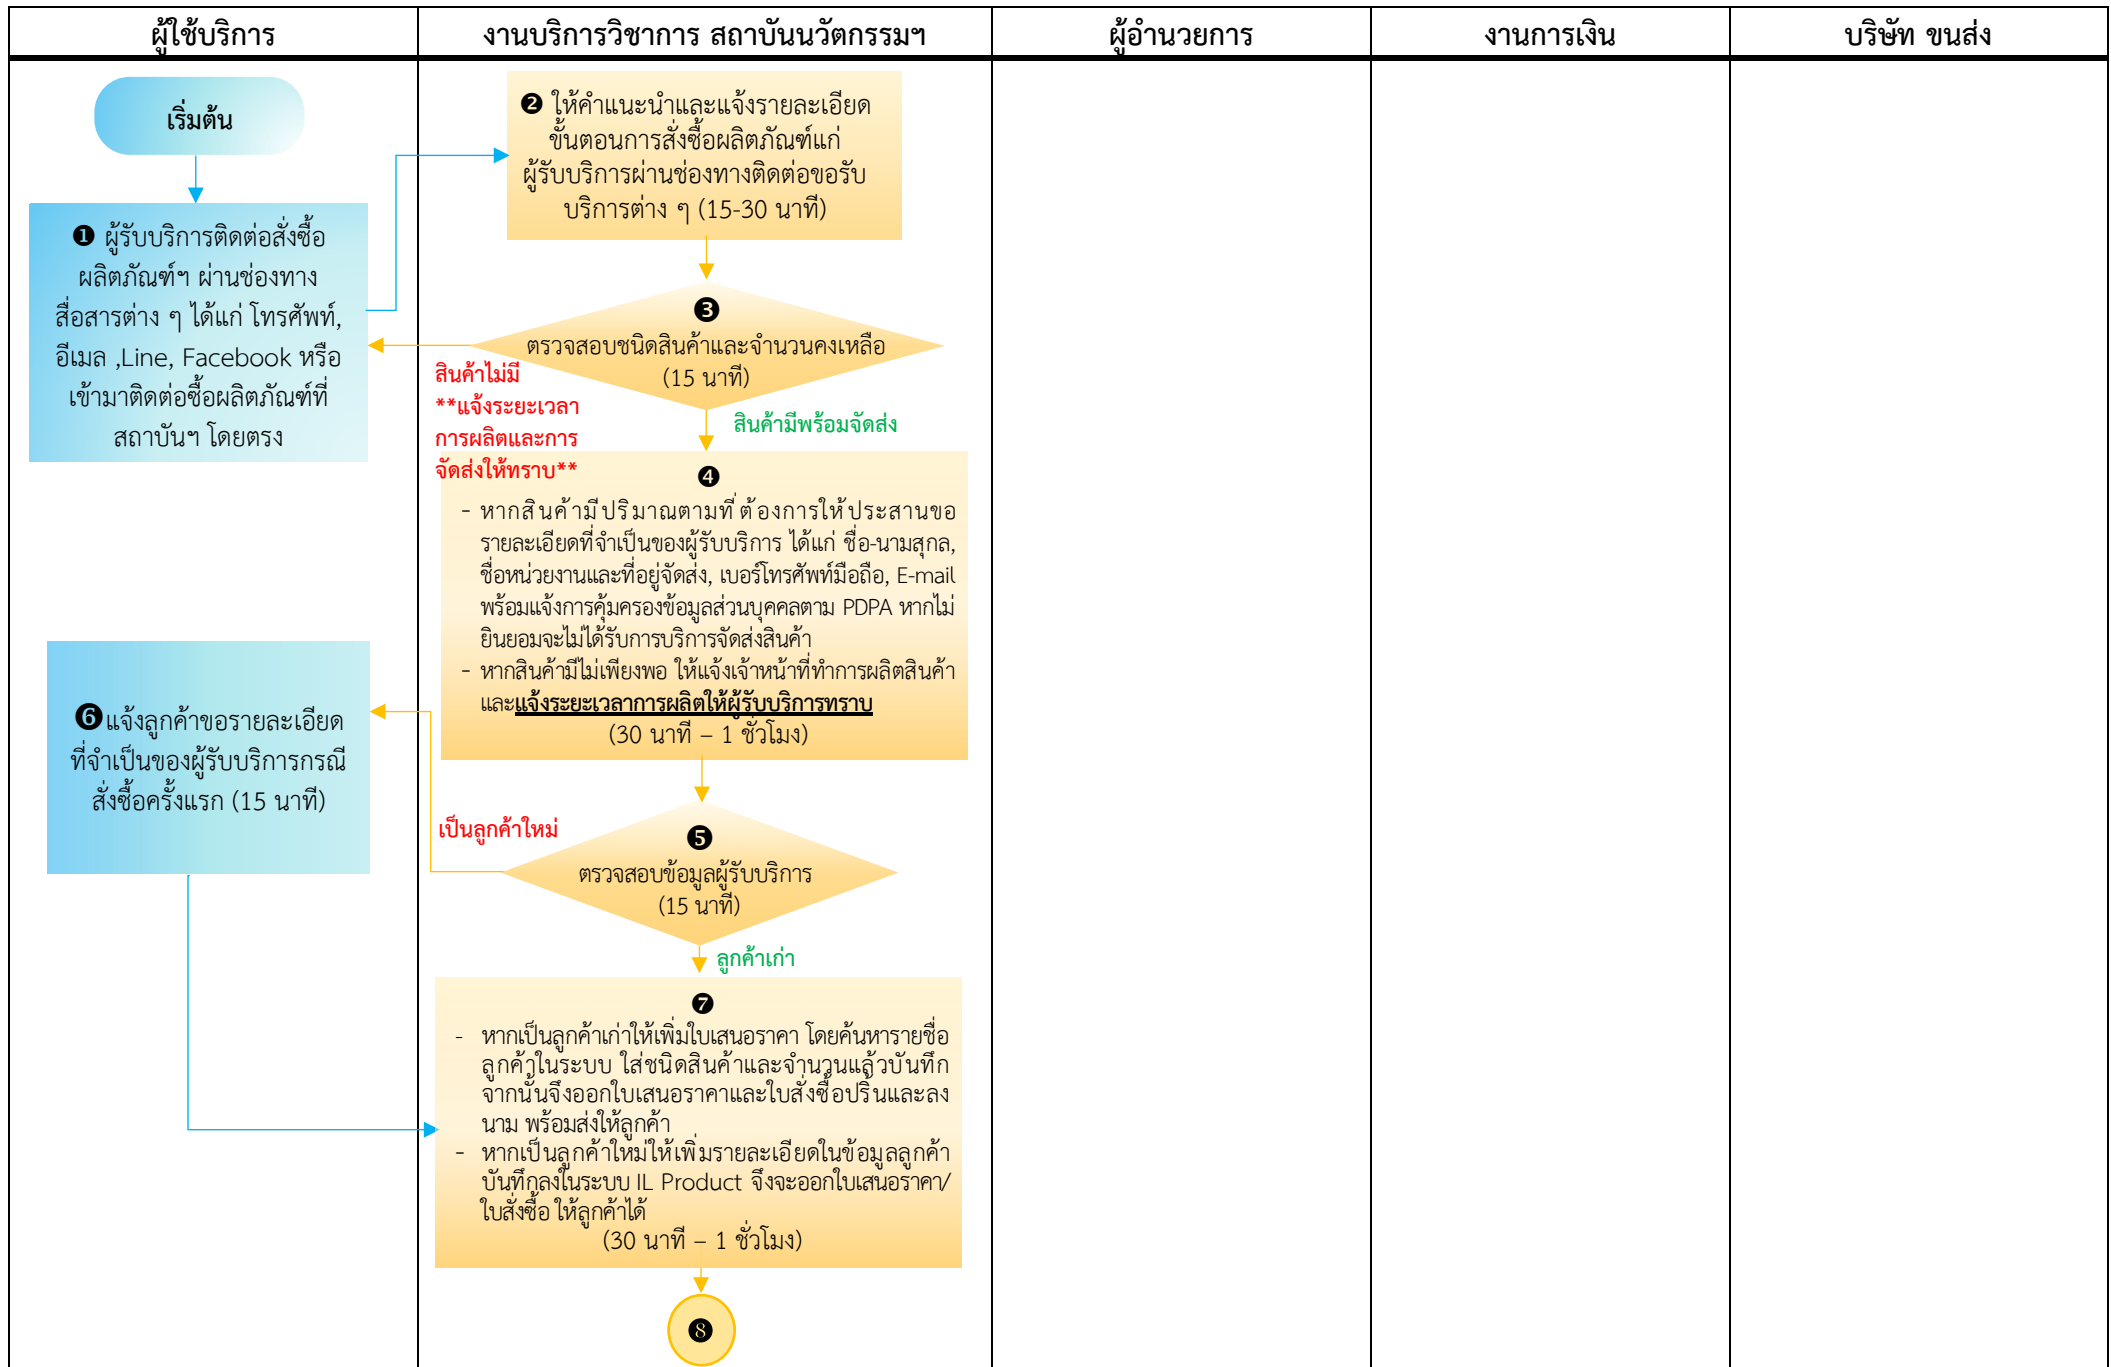 ผู้ใช้บริการ
งานบริการวิชาการ สถาบันนวัตกรรมฯ
ผู้อำนวยการ
งานการเงิน
บริษัท ขนส่ง
เริ่มต้น
❶ ผู้รับบริการติดต่อสั่งซื้อ
ผลิตภัณฑ์ฯ ผ่านช่องทาง
สื่อสารต่าง ๆ ได้แก่ โทรศัพท์,
อีเมล ,Line, Facebook หรือ
เข้ามาติดต่อซื้อผลิตภัณฑ์ที่
สถาบันฯ โดยตรง
❷ ให้คำแนะนำและแจ้งรายละเอียด
ขั้นตอนการสั่งซื้อผลิตภัณฑ์แก่
ผู้รับบริการผ่านช่องทางติดต่อขอรับ
บริการต่าง ๆ (15-30 นาที)
❸
ตรวจสอบชนิดสินค้าและจำนวนคงเหลือ
(15 นาที)
สินค้าไม่มี
**แจ้งระยะเวลา
การผลิตและการ
จัดส่งให้ทราบ**
สินค้ามีพร้อมจัดส่ง
❹
- หากสินค้ามีปริมาณตามที่ต้องการให้ประสานขอ
รายละเอียดที่จำเป็นของผู้รับบริการ ได้แก่ ชื่อ-นามสกุล,
ชื่อหน่วยงานและที่อยู่จัดส่ง, เบอร์โทรศัพท์มือถือ, E-mail
พร้อมแจ้งการคุ้มครองข้อมูลส่วนบุคคลตาม PDPA หากไม่
ยินยอมจะไม่ได้รับการบริการจัดส่งสินค้า
- หากสินค้ามีไม่เพียงพอ ให้แจ้งเจ้าหน้าที่ทำการผลิตสินค้า
และแจ้งระยะเวลาการผลิตให้ผู้รับบริการทราบ
(30 นาที – 1 ชั่วโมง)
❺
ตรวจสอบข้อมูลผู้รับบริการ
(15 นาที)
เป็นลูกค้าใหม่
ลูกค้าเก่า
❻แจ้งลูกค้าขอรายละเอียด
ที่จำเป็นของผู้รับบริการกรณี
สั่งซื้อครั้งแรก (15 นาที)
❼
- หากเป็นลูกค้าเก่าให้เพิ่มใบเสนอราคา โดยค้นหารายชื่อ
ลูกค้าในระบบ ใส่ชนิดสินค้าและจำนวนแล้วบันทึก
จากนั้นจึงออกใบเสนอราคาและใบสั่งซื้อปริ้นและลง
นาม พร้อมส่งให้ลูกค้า
- หากเป็นลูกค้าใหม่ให้เพิ่มรายละเอียดในข้อมูลลูกค้า
บันทึกลงในระบบ IL Product จึงจะออกใบเสนอราคา/
ใบสั่งซื้อ ให้ลูกค้าได้
(30 นาที – 1 ชั่วโมง)
❽